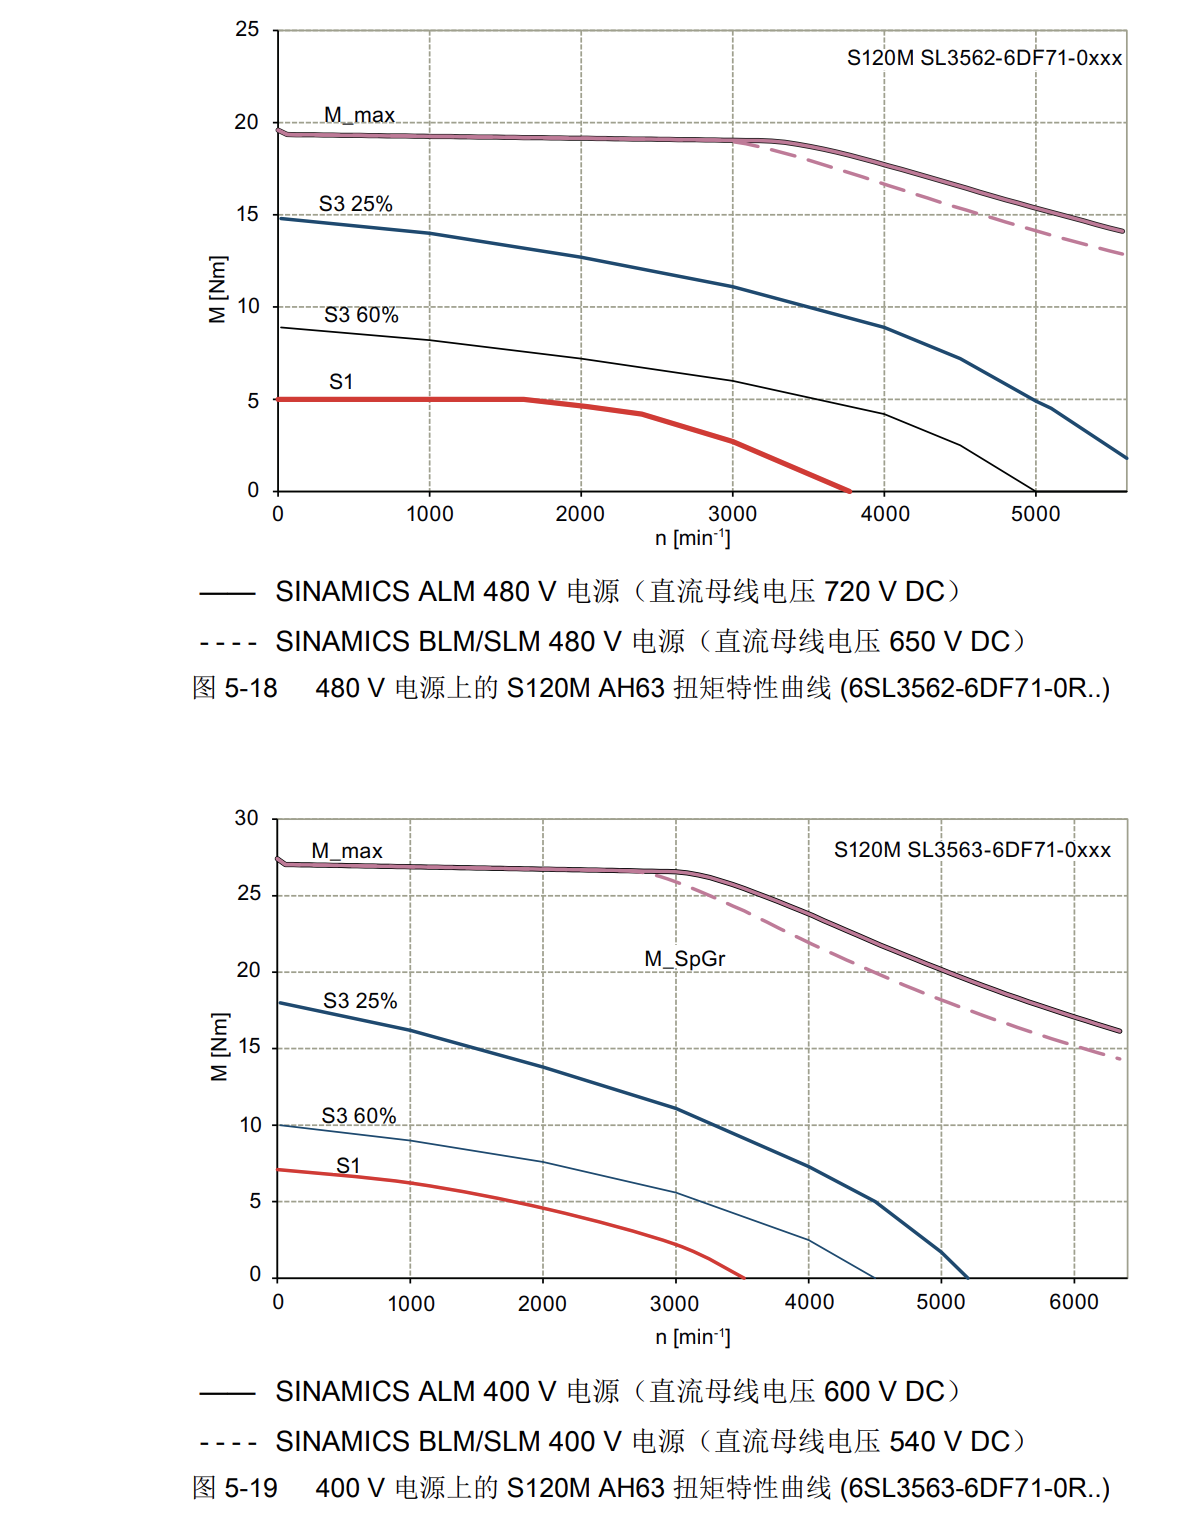 25
S120M SL3562-6DF71-0xxx
M_max
20
S3 25%
15
M [Nm]
10
S3 60%
S1
5
0
0 1000 2000 3000 4000 5000
n [min-1]
—— SINAMICS ALM 480 V 电源（直流母线电压 720 V DC）
- - - - SINAMICS BLM/SLM 480 V 电源（直流母线电压 650 V DC）
图 5-18 480 V 电源上的 S120M AH63 扭矩特性曲线 (6SL3562-6DF71-0R..)
30
M_max
S120M SL3563-6DF71-0xxx
25
M_SpGr
20
S3 25%
M [Nm]
15
S3 60%
10
S1
5
0
0 1000 2000 3000 4000 5000 6000
n [min-1]
—— SINAMICS ALM 400 V 电源（直流母线电压 600 V DC）
- - - - SINAMICS BLM/SLM 400 V 电源（直流母线电压 540 V DC）
图 5-19 400 V 电源上的 S120M AH63 扭矩特性曲线 (6SL3563-6DF71-0R..)